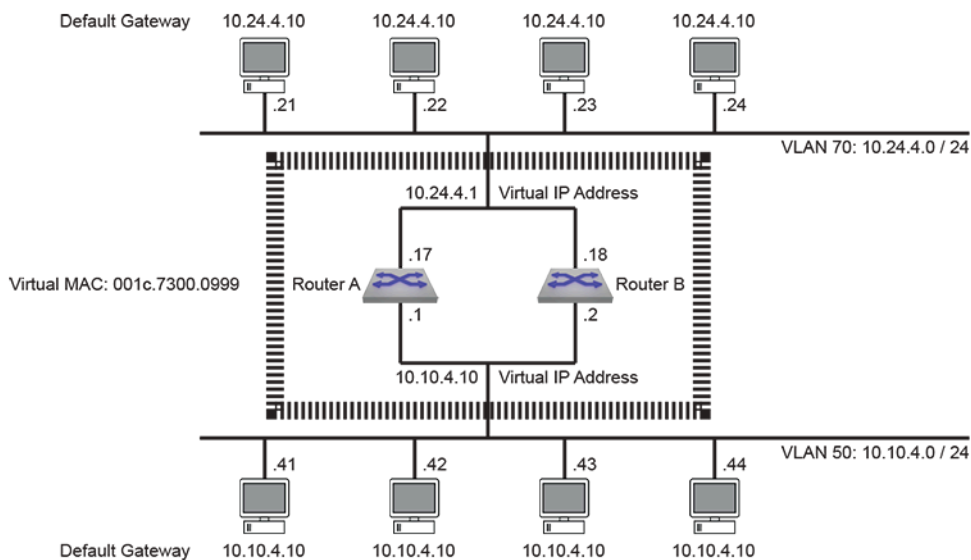 Default Gateway 10.24.4.10 10.24.4.10 10.24.4.10 10.24.4.10
.21 .22 .23 .24
VLAN 70: 10.24.4.0 / 24
10.24.4.1 Virtual IP Address
.17 .18
Virtual MAC: 001c.7300.0999 Router A Router B
.1 .2
10.10.4.10 Virtual IP Address
VLAN 50: 10.10.4.0 / 24
.41 .42 .43 .44
Default Gateway 10.10.4.10 10.10.4.10 10.10.4.10 10.10.4.10